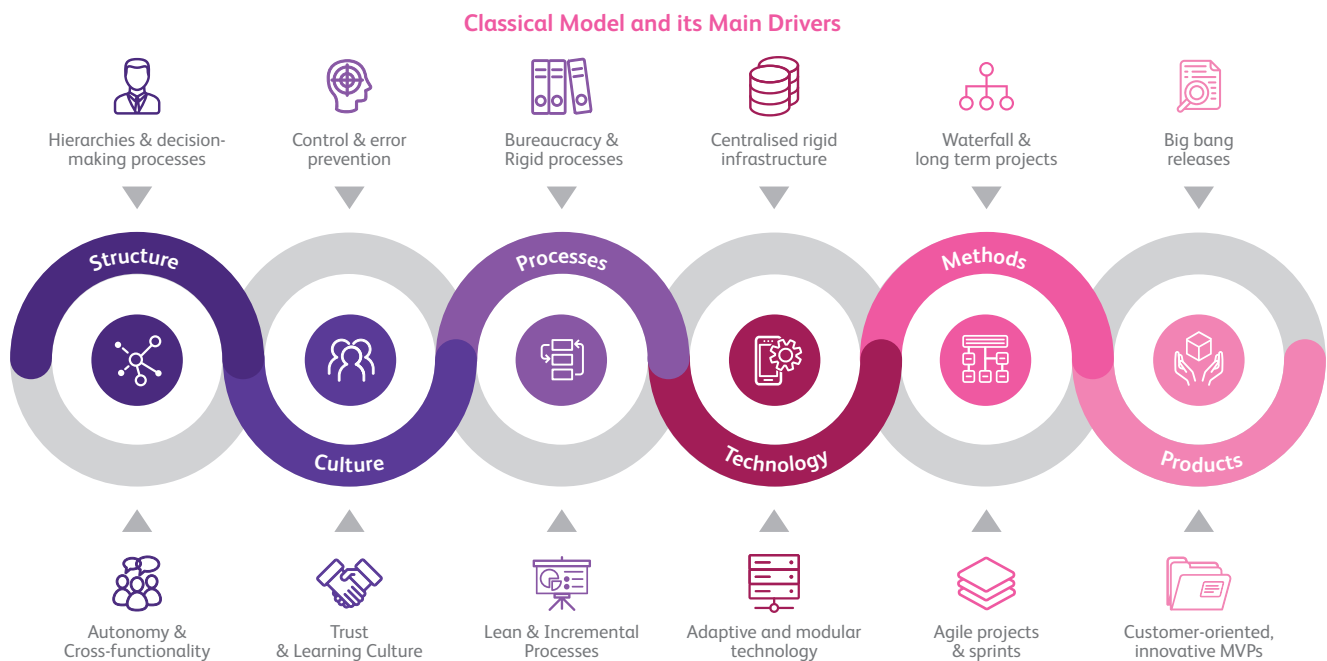 Classical Model and its Main Drivers
Hierarchies & decision-
making processes
Control & error
prevention
Bureaucracy &
Rigid processes
Centralised rigid
infrastructure
Waterfall &
long term projects
Big bang
releases
Structure
Processes
Methods
Culture
Technology
Products
Autonomy &
Cross-functionality
Trust
& Learning Culture
Lean & Incremental
Processes
Adaptive and modular
technology
Agile projects
& sprints
Customer-oriented,
innovative MVPs